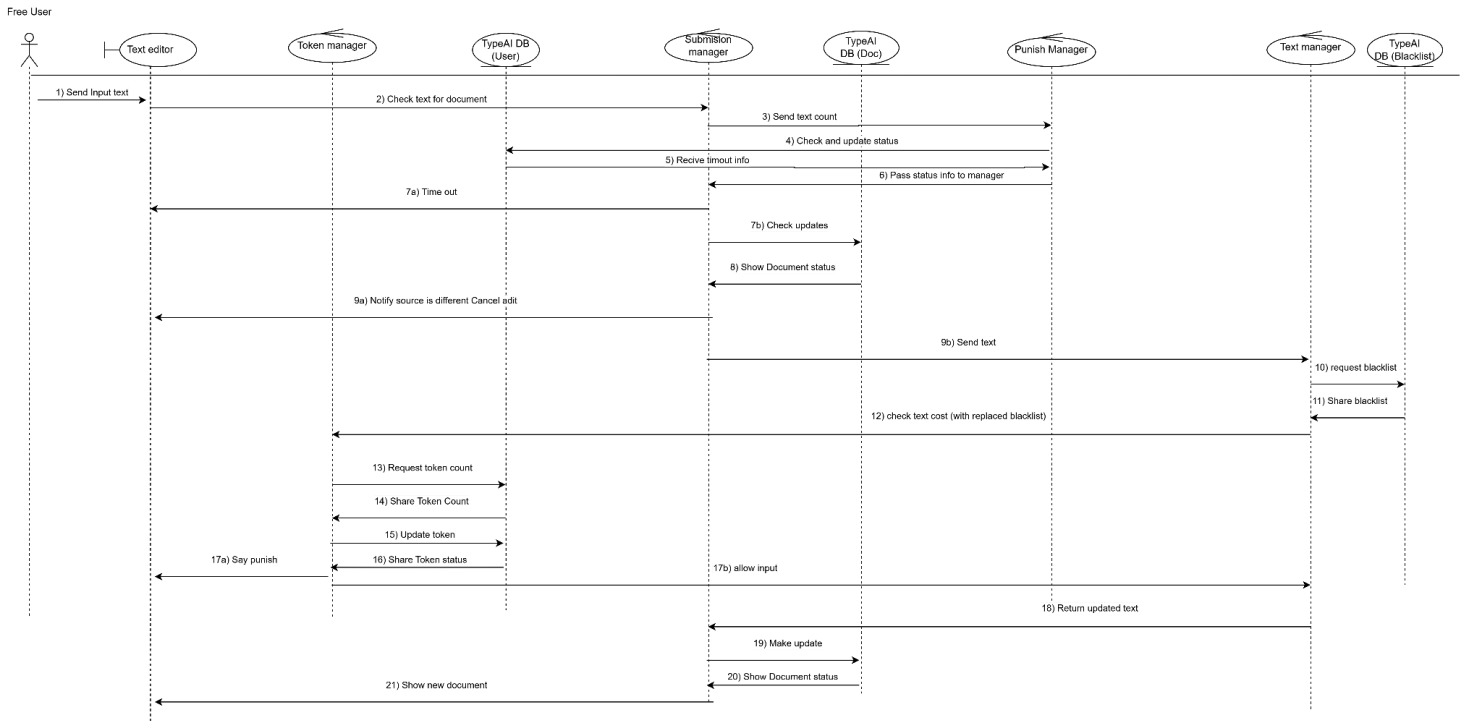 Free User
Text editor
Token manager
TypeAI DB
(User)
Submision
manager
TypeAI
DB (Doc)
Punish Manager
Text manager
TypeAI
DB (Blacklist)
1) Send Input text
2) Check text for document
3) Send text count
4) Check and update status
5) Recive timout info
6) Pass status info to manager
7a) Time out
7b) Check updates
8) Show Document status
9a) Notify source is different Cancel adit
9b) Send text
10) request blacklist
11) Share blacklist
12) check text cost (with replaced blacklist)
13) Request token count
14) Share Token Count
15) Update token
16) Share Token status
17a) Say punish
17b) allow input
18) Return updated text
19) Make update
20) Show Document status
21) Show new document